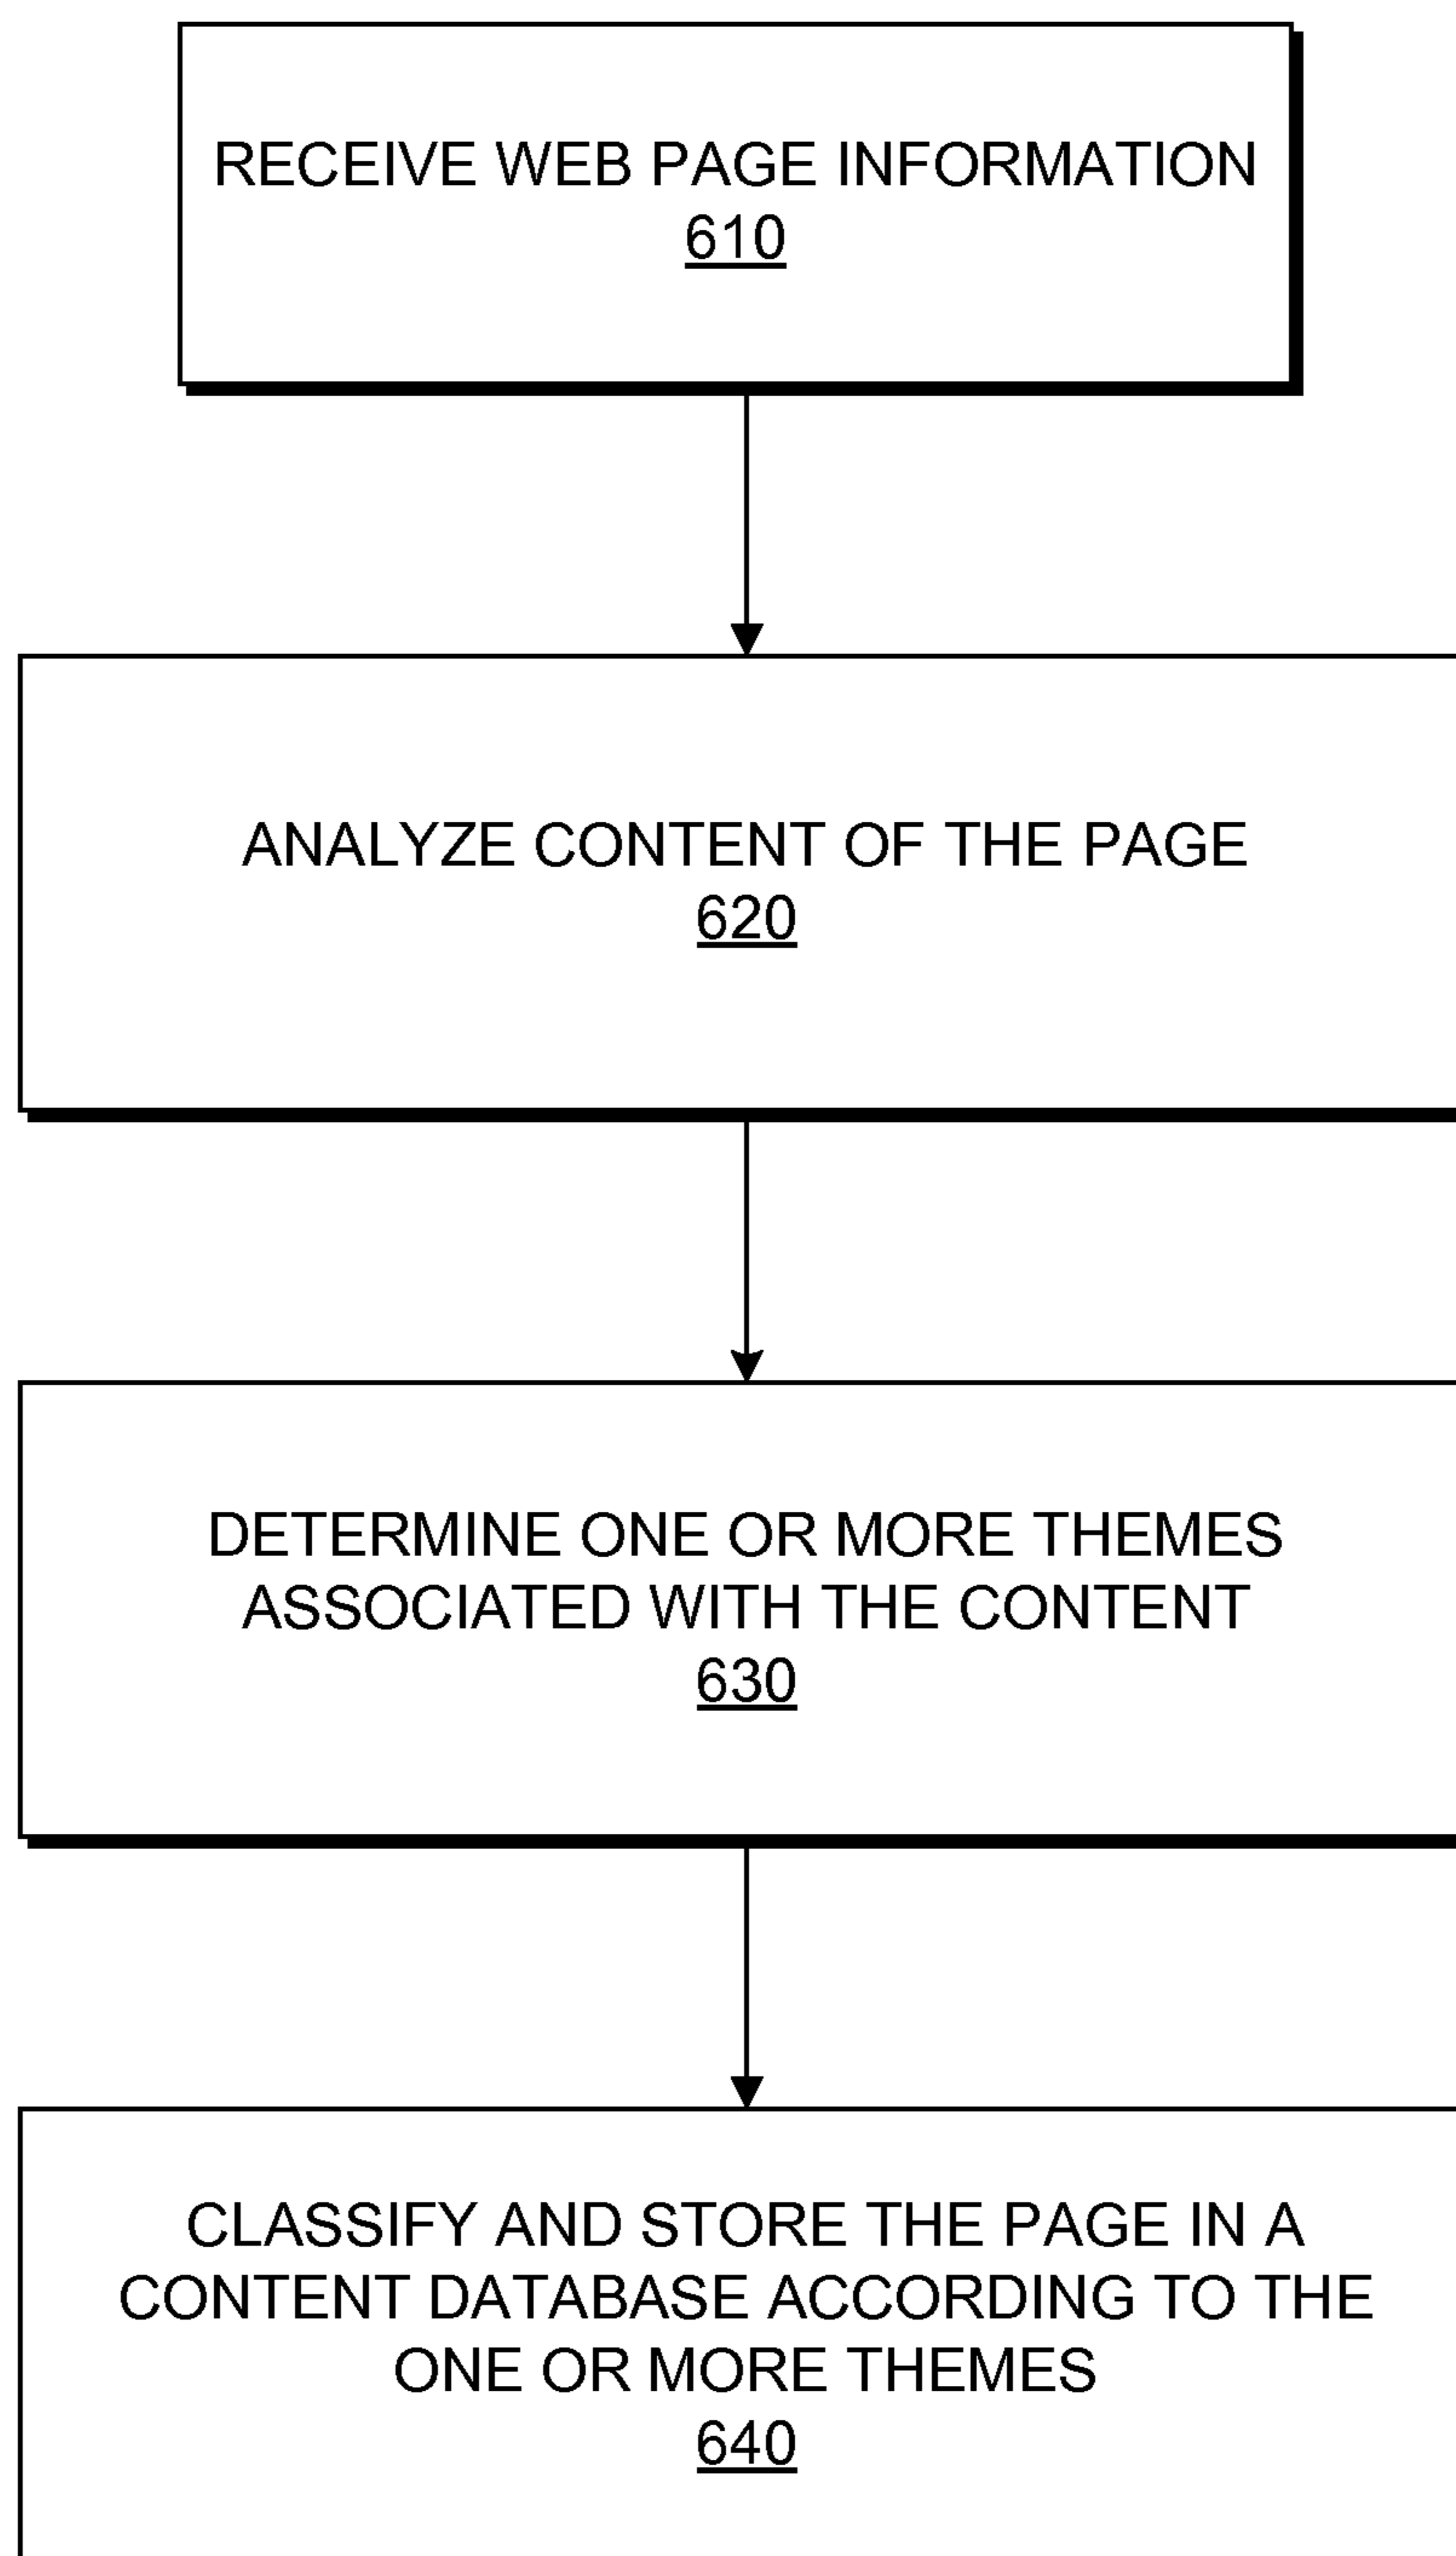 RECEIVE WEB PAGE INFORMATION
610
ANALYZE CONTENT OF THE PAGE
620
DETERMINE ONE OR MORE THEMES
ASSOCIATED WITH THE CONTENT
630
CLASSIFY AND STORE THE PAGE IN A
CONTENT DATABASE ACCORDING TO THE
ONE OR MORE THEMES
640